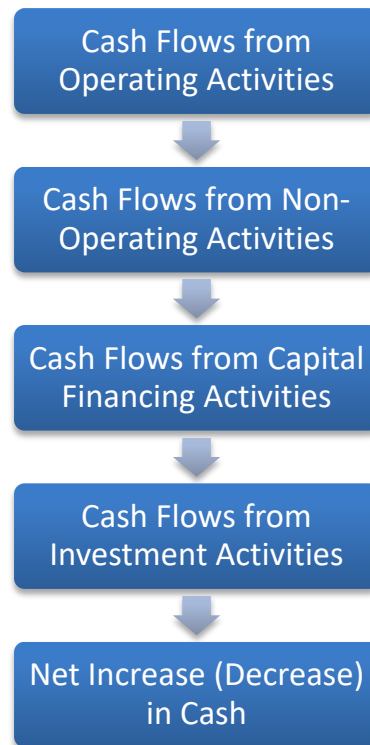 Cash Flows from
Operating Activities
Cash Flows from Non-
Operating Activities
Cash Flows from Capital
Financing Activities
Cash Flows from
Investment Activities
Net Increase (Decrease)
in Cash